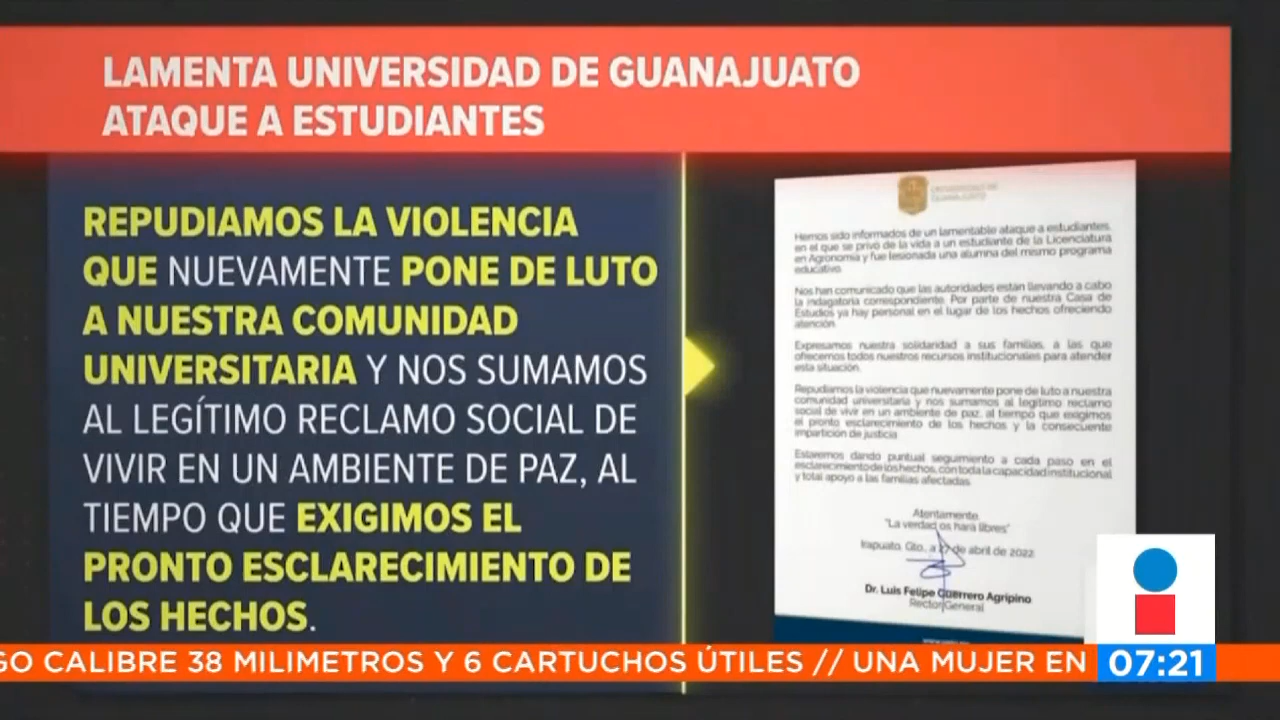 LAMENTA UNIVERSIDAD DE GUANAJUATO
ATAQUE A ESTUDIANTES
REPUDIAMOS LA VIOLENCIA
QUE NUEVAMENTE PONE DE LUTO
A NUESTRA COMUNIDAD
UNIVERSITARIA Y NOS SUMAMOS
AL LEGÍTIMO RECLAMO SOCIAL DE
VIVIR EN UN AMBIENTE DE PAZ, AL
TIEMPO QUE EXIGIMOS EL
PRONTO ESCLARECIMIENTO DE
LOS HECHOS.
UNIVERSIDAD DE
GUANAJUATO
Hemos sido informados de un lamentable ataque a estudiantes,
en el que se privó de la vida a un estudiante de la Licenciatura
en Agronomía y fue lesionada una alumna del mismo programa
educativo.
Nos han comunicado que las autoridades están llevando a cabo
la indagatoria correspondiente. Por parte de nuestra Casa de
Estudios ya hay personal en el lugar de los hechos ofreciendo
atención.
Expresamos nuestra solidaridad a sus familias, a las que
ofrecemos todos nuestros recursos institucionales para atender
esta situación.
Repudiamos la violencia que nuevamente pone de luto a nuestra
comunidad universitaria y nos sumamos al legítimo reclamo
social de vivir en un ambiente de paz, al tiempo que exigimos
el pronto esclarecimiento de los hechos y la consecuente
impartición de justicia.
Estaremos dando puntual seguimiento a cada paso en el
esclarecimiento de los hechos, con toda la capacidad institucional
y total apoyo a las familias afectadas.
Atentamente
"La verdad os hará libres"
Irapuato, Gto., a 27 de abril de 2022
Dr. Luis Felipe Guerrero Agripino
Rector General
GO CALIBRE 38 MILIMETROS Y 6 CARTUCHOS ÚTILES // UNA MUJER EN
07:21